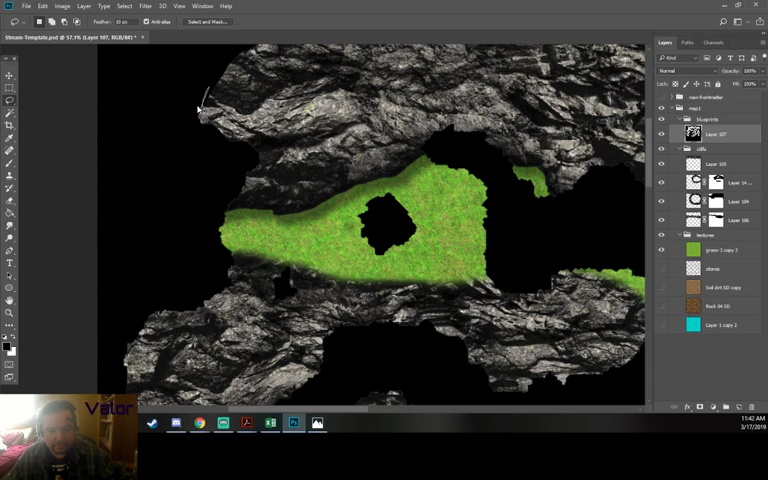 File Edit Image Layer Type Select Filter 3D View Window Help
Feather: 10 px Anti-alias Select and Mask...
Stream-Template.psd @ 57.1% (Layer 107, RGB/8#) *
Layers Paths Channels
Kind
Normal Opacity: 100%
Lock: Fill: 100%
map1
blueprints
Layer 107
cliffs
Layer 105
Layer 14 ...
Layer 104
Layer 106
textures
grass-3 copy 2
stones
Soil dirt SD copy
Rock 04 SD
Layer 1 copy 2
Valor
11:42 AM
3/17/2019